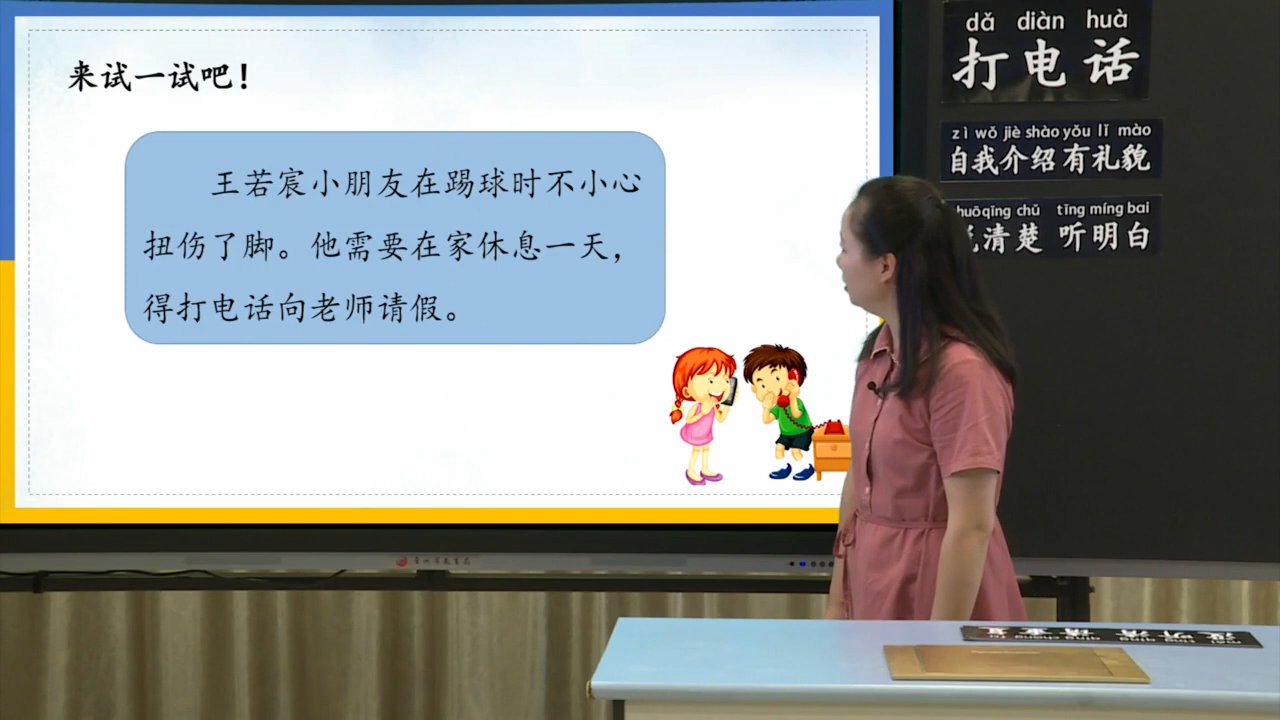 来试一试吧！
王若宸小朋友在踢球时不小心
扭伤了脚。他需要在家休息一天，
得打电话向老师请假。
dǎ diàn huà
打电话
zì wǒ jiè shào yǒu lǐ mào
自我介绍有礼貌
huō qīng chǔ tīng míng bai
清楚 听明白